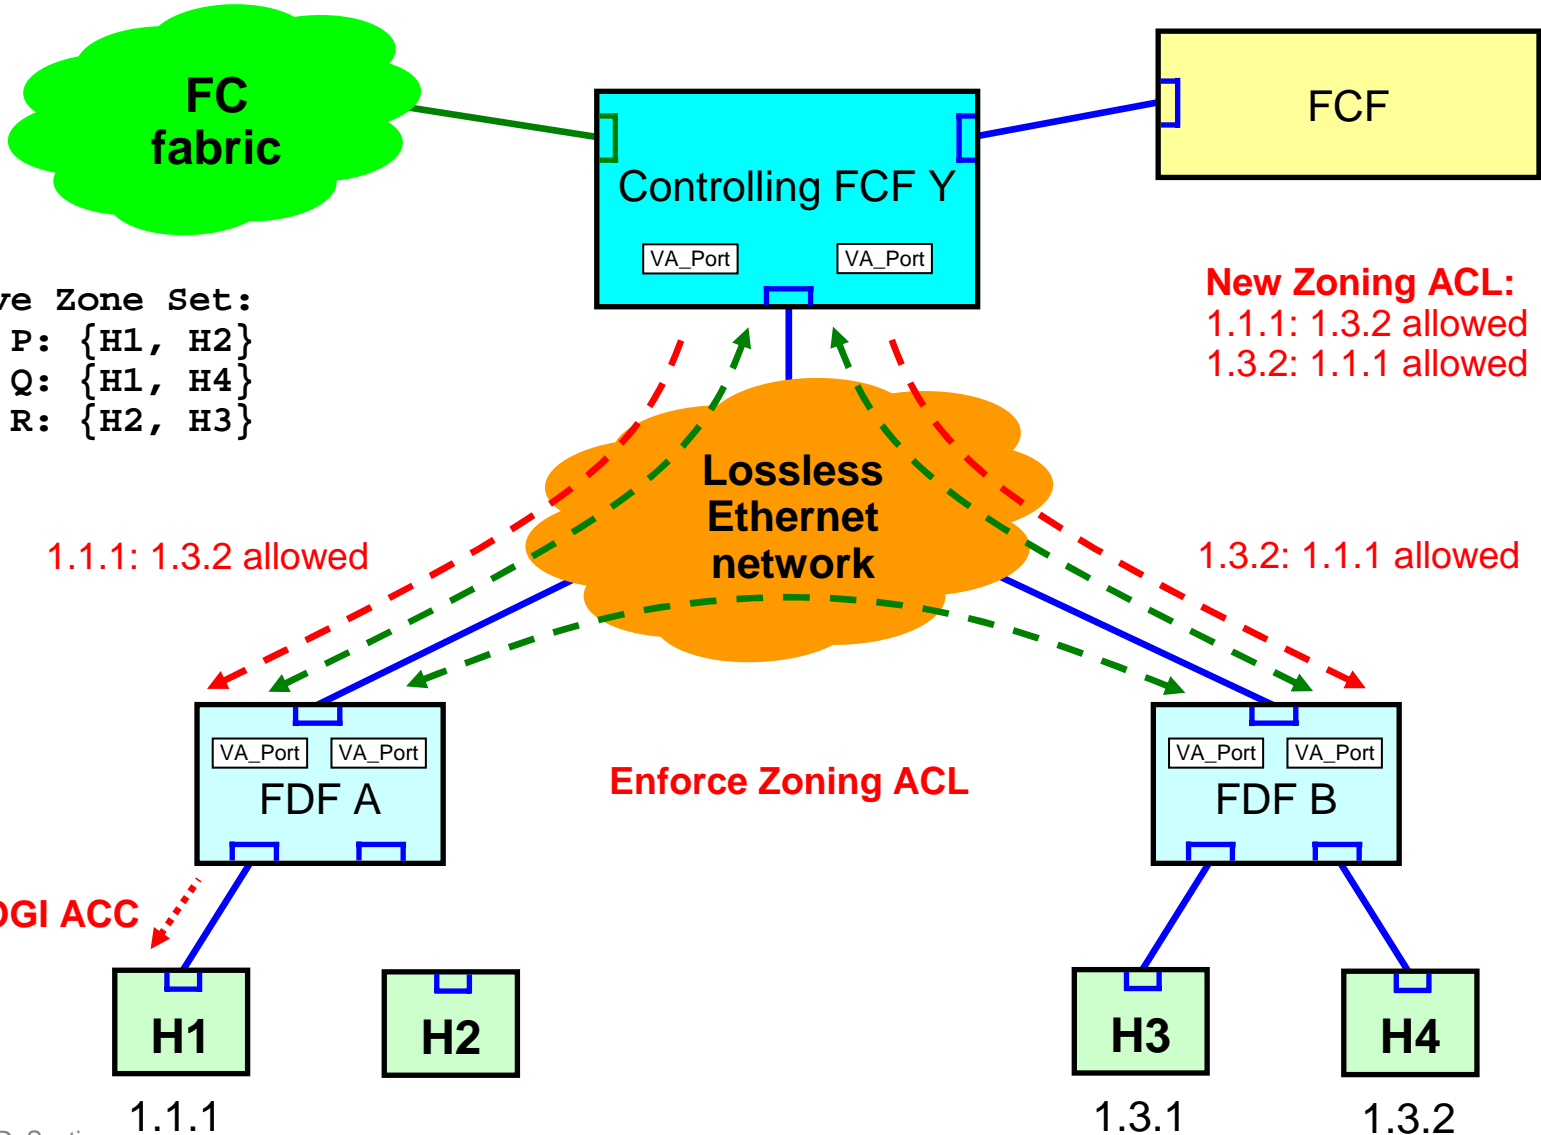 FC
fabric
Controlling FCF Y
VA_Port
VA_Port
FCF
Zone Set:
P: {H1, H2}
Q: {H1, H4}
R: {H2, H3}
New Zoning ACL:
1.1.1: 1.3.2 allowed
1.3.2: 1.1.1 allowed
Lossless
Ethernet
network
1.1.1: 1.3.2 allowed
1.3.2: 1.1.1 allowed
VA_Port
VA_Port
FDF A
Enforce Zoning ACL
VA_Port
VA_Port
FDF B
ACC
H1
H2
H3
H4
1.1.1
1.3.1
1.3.2